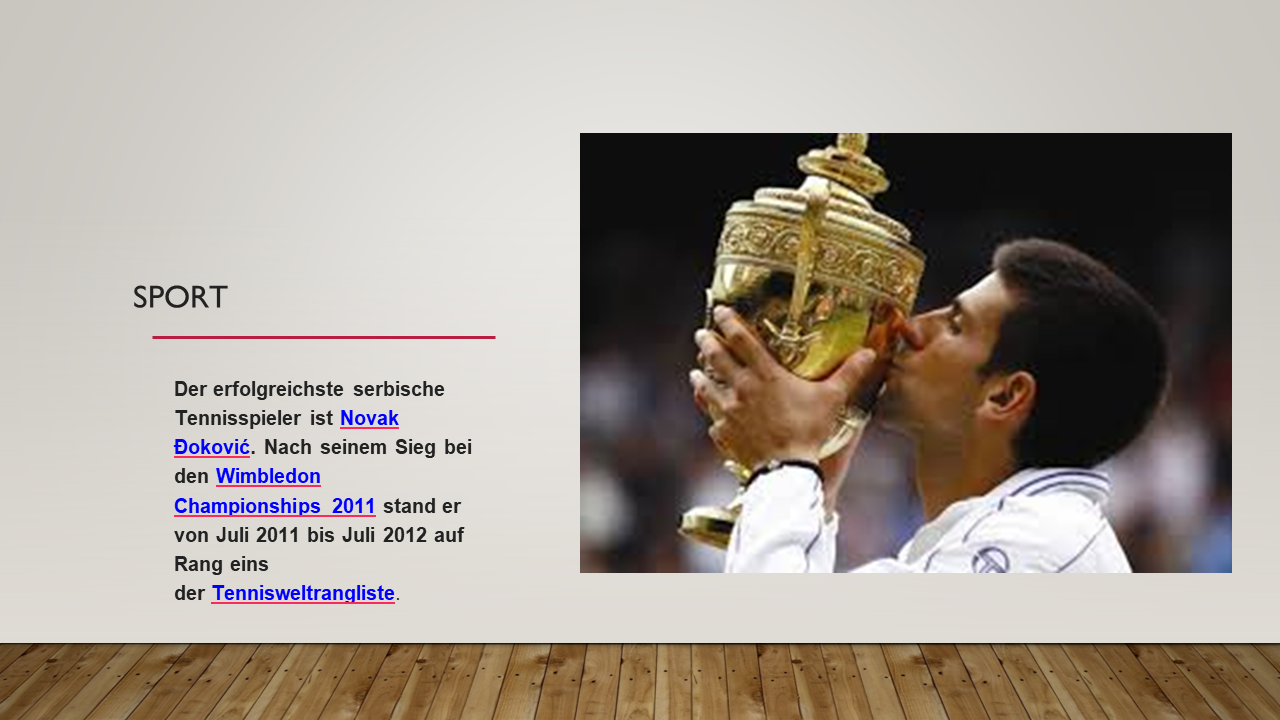 SPORT
Der erfolgreichste serbische
Tennisspieler ist Novak
Đoković. Nach seinem Sieg bei
den Wimbledon
Championships 2011 stand er
von Juli 2011 bis Juli 2012 auf
Rang eins
der Tennisweltrangliste.